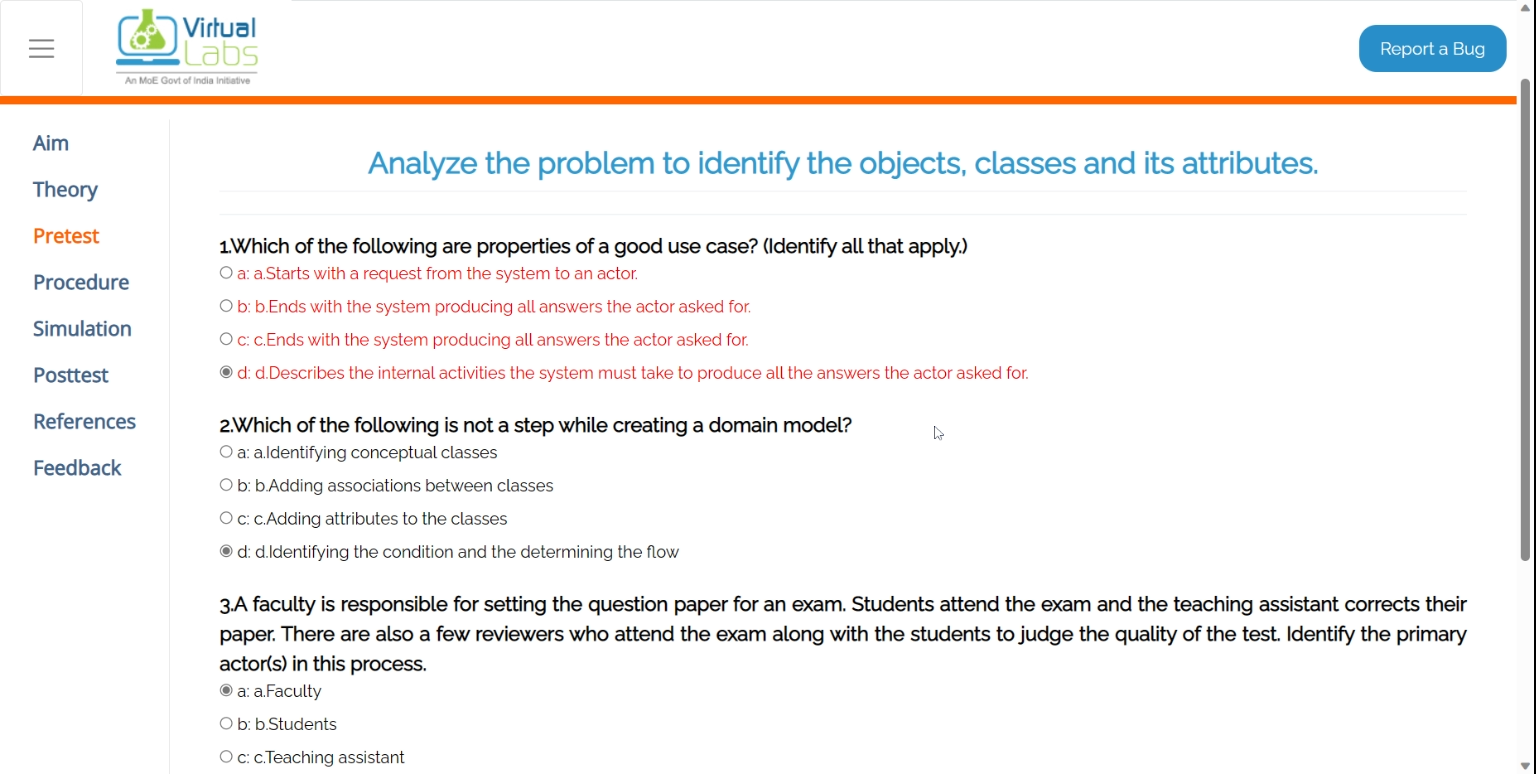 Virtual
Labs
An MoE Govt of India Initiative
Report a Bug
Aim
Theory
Pretest
Procedure
Simulation
Posttest
References
Feedback
Analyze the problem to identify the objects, classes and its attributes.
1.Which of the following are properties of a good use case? (Identify all that apply.)
a: a.Starts with a request from the system to an actor.
b: b.Ends with the system producing all answers the actor asked for.
c: c.Ends with the system producing all answers the actor asked for.
d: d.Describes the internal activities the system must take to produce all the answers the actor asked for.
2.Which of the following is not a step while creating a domain model?
a: a.Identifying conceptual classes
b: b.Adding associations between classes
c: c.Adding attributes to the classes
d: d.Identifying the condition and the determining the flow
3.A faculty is responsible for setting the question paper for an exam. Students attend the exam and the teaching assistant corrects their
paper. There are also a few reviewers who attend the exam along with the students to judge the quality of the test. Identify the primary
actor(s) in this process.
a: a.Faculty
b: b.Students
c: c.Teaching assistant